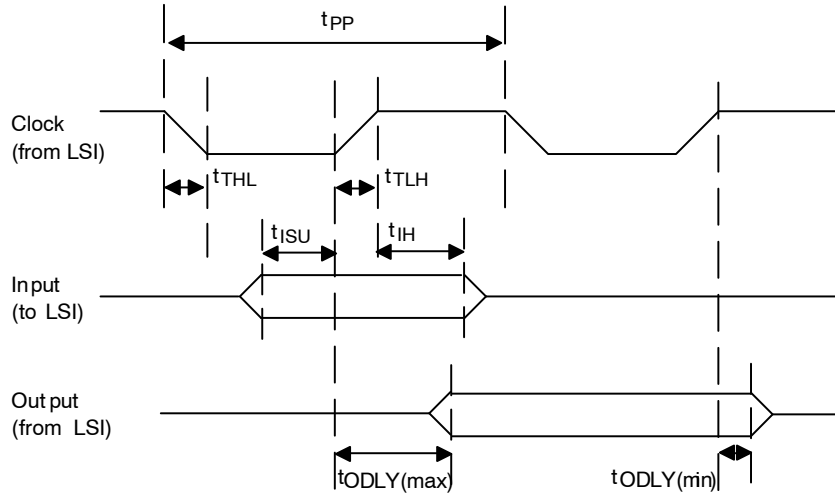 tPP
Clock
(from LSI)
tTHL
tTLH
tISU
tIH
Input
(to LSI)
Output
(from LSI)
tODLY(max)
tODLY(min)